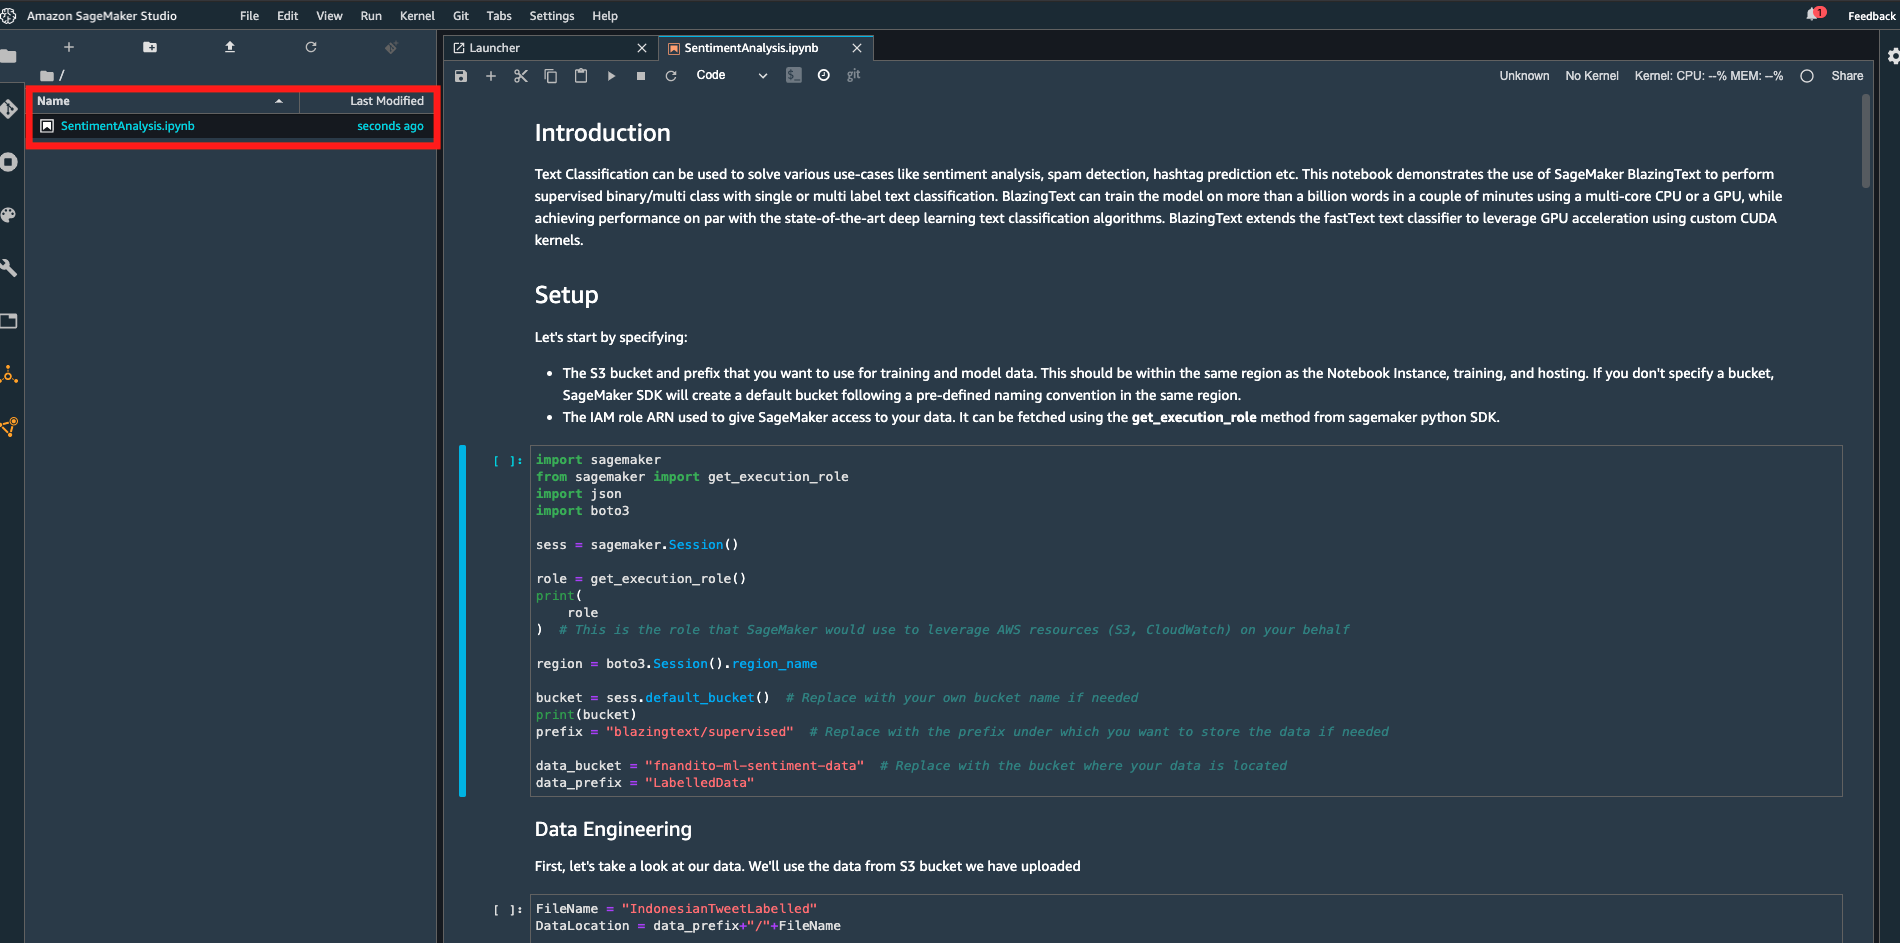 Amazon SageMaker Studio File Edit View Run Kernel Git Tabs Settings Help 1 Feedback
Launcher SentimentAnalysis.ipynb
Code $_ git Unknown No Kernel Kernel: CPU: --% MEM: --% Share
/
Name Last Modified
SentimentAnalysis.ipynb seconds ago
Introduction
Text Classification can be used to solve various use-cases like sentiment analysis, spam detection, hashtag prediction etc. This notebook demonstrates the use of SageMaker BlazingText to perform
supervised binary/multi class with single or multi label text classification. BlazingText can train the model on more than a billion words in a couple of minutes using a multi-core CPU or a GPU, while
achieving performance on par with the state-of-the-art deep learning text classification algorithms. BlazingText extends the fastText text classifier to leverage GPU acceleration using custom CUDA
kernels.
Setup
Let's start by specifying:
• The S3 bucket and prefix that you want to use for training and model data. This should be within the same region as the Notebook Instance, training, and hosting. If you don't specify a bucket,
SageMaker SDK will create a default bucket following a pre-defined naming convention in the same region.
• The IAM role ARN used to give SageMaker access to your data. It can be fetched using the get_execution_role method from sagemaker python SDK.
[ ]: import sagemaker
from sagemaker import get_execution_role
import json
import boto3
sess = sagemaker.Session()
role = get_execution_role()
print(
    role
)  # This is the role that SageMaker would use to leverage AWS resources (S3, CloudWatch) on your behalf
region = boto3.Session().region_name
bucket = sess.default_bucket()  # Replace with your own bucket name if needed
print(bucket)
prefix = "blazingtext/supervised"  # Replace with the prefix under which you want to store the data if needed
data_bucket = "fnandito-ml-sentiment-data"  # Replace with the bucket where your data is located
data_prefix = "LabelledData"
Data Engineering
First, let's take a look at our data. We'll use the data from S3 bucket we have uploaded
[ ]: FileName = "IndonesianTweetLabelled"
DataLocation = data_prefix+"/"+FileName